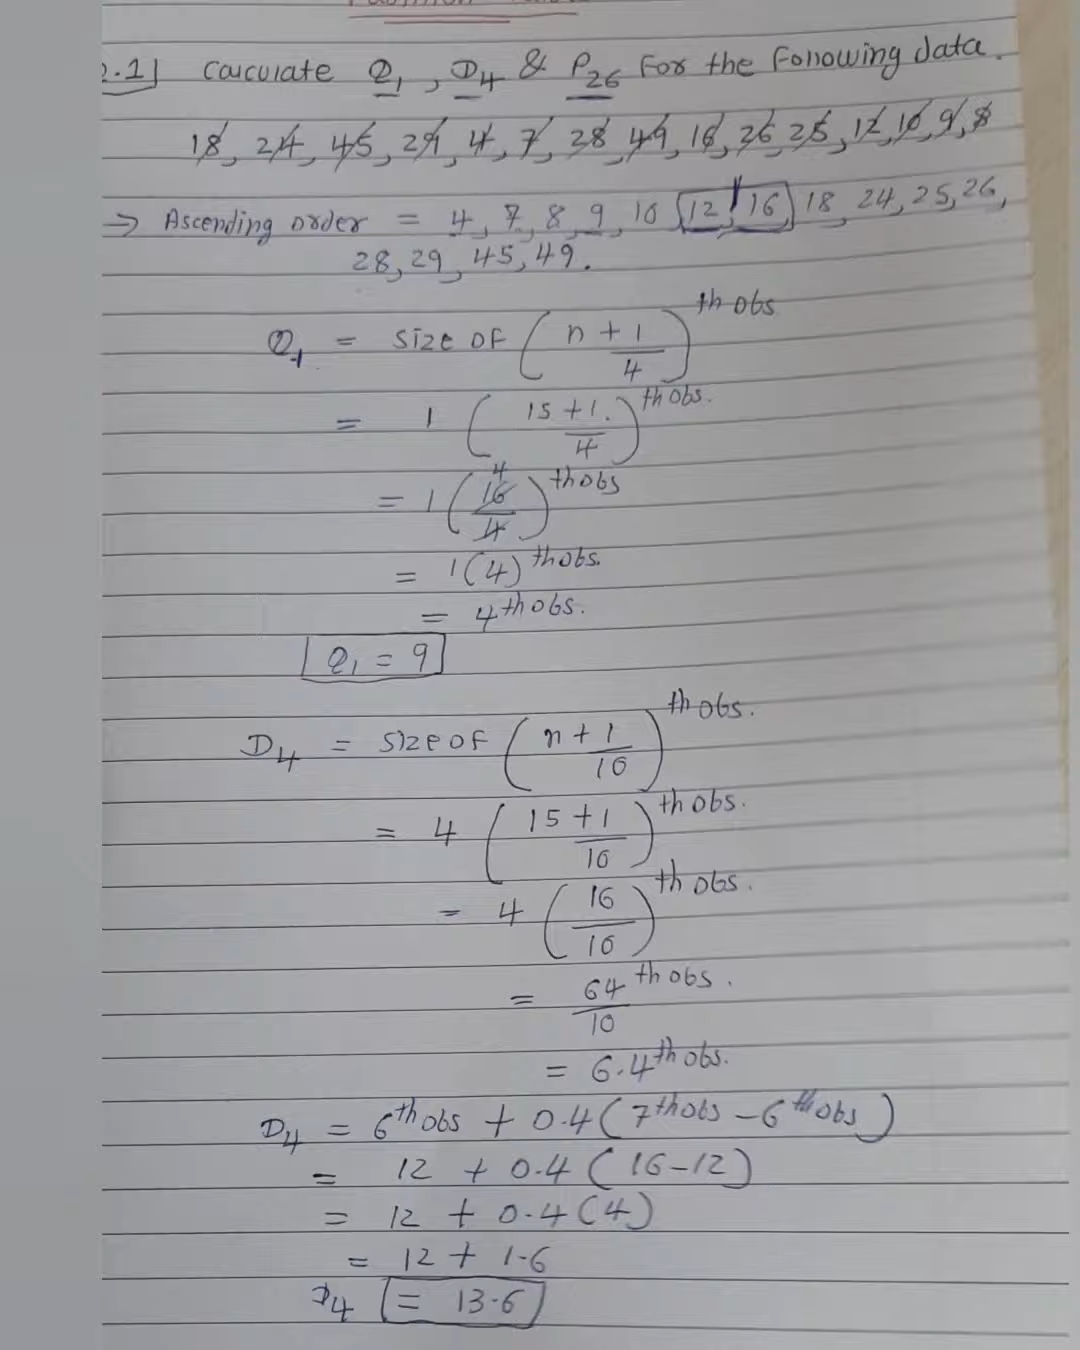 2.1] Calculate Q₁, D₄ & P₂₆ For the Following data.
18, 24, 45, 29, 4, 7, 28, 49, 16, 26, 25, 12, 10, 9, 8
⇒ Ascending order = 4, 7, 8, 9, 10 [12, 16] 18, 24, 25, 26,
28, 29, 45, 49.
Q₁ = size of (n + 1/4)th obs
= 1 (15 + 1/4)th obs.
= 1 (16/4)th obs 4
= 1(4)th obs.
= 4th obs.
Q₁ = 9
D₄ = size of (n + 1/10)th obs.
= 4 (15 + 1/10)th obs.
= 4 (16/10)th obs.
= 64/10 th obs.
= 6.4th obs.
D₄ = 6th obs + 0.4 (7th obs – 6th obs)
= 12 + 0.4 (16 – 12)
= 12 + 0.4 (4)
= 12 + 1.6
D₄ = 13.6